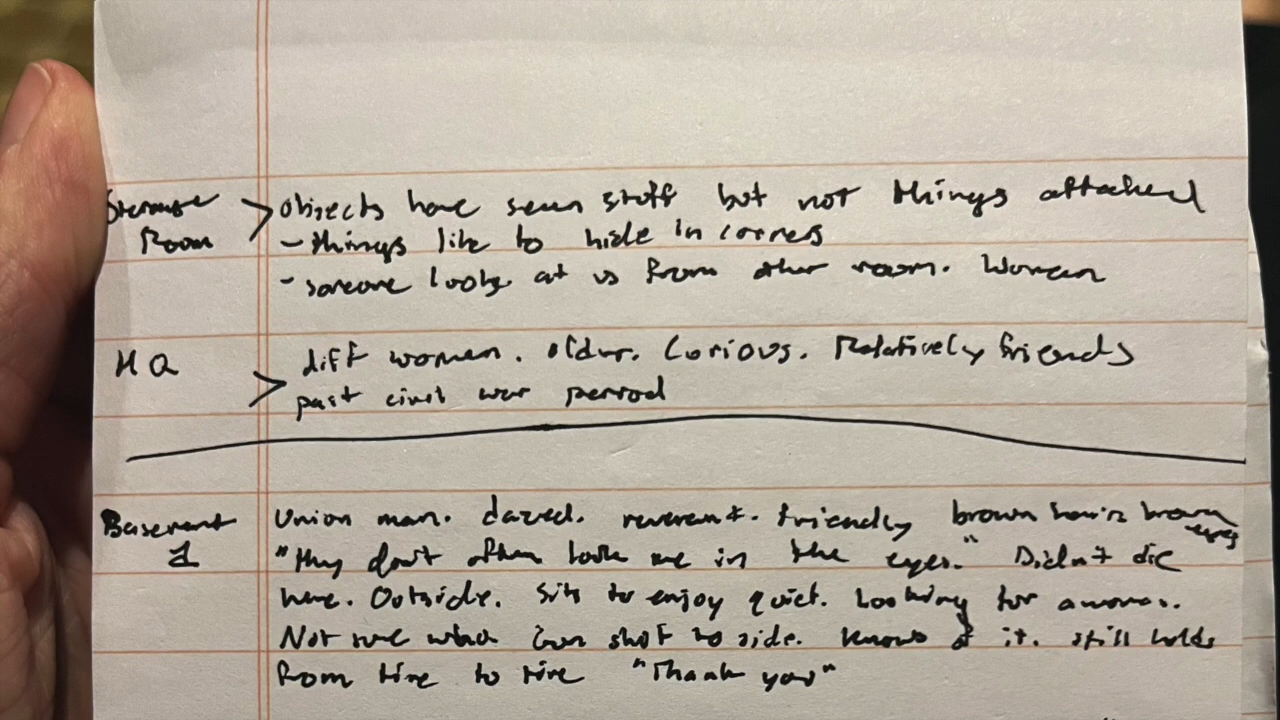 Storage > objects have seen stuff but not things attached
Room - things like to hide in corners
- someone looks at us from other room. Woman
HQ > diff women. older. Curious. Relatively friendly
past civil war period
Basement Union man. dazed. reverent. friendly brown hair brown eyes
1 "they don't often look me in the eyes." Didn't die
here. Outside. Sits to enjoy quiet. Looking for
Not sure which Gun shot to side. Knows of it. still holds
from time to time "Thank you"